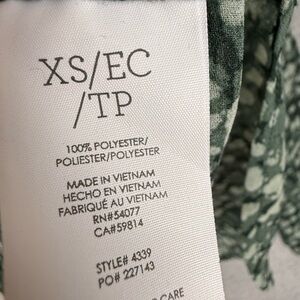 XS/EC
/TP
100% POLYESTER/
POLIESTER/POLYESTER
MADE IN VIETNAM
HECHO EN VIETNAM
FABRIQUÉ AU VIETNAM
RN#54077
CA#59814
STYLE# 4339
PO# 227143
CARE